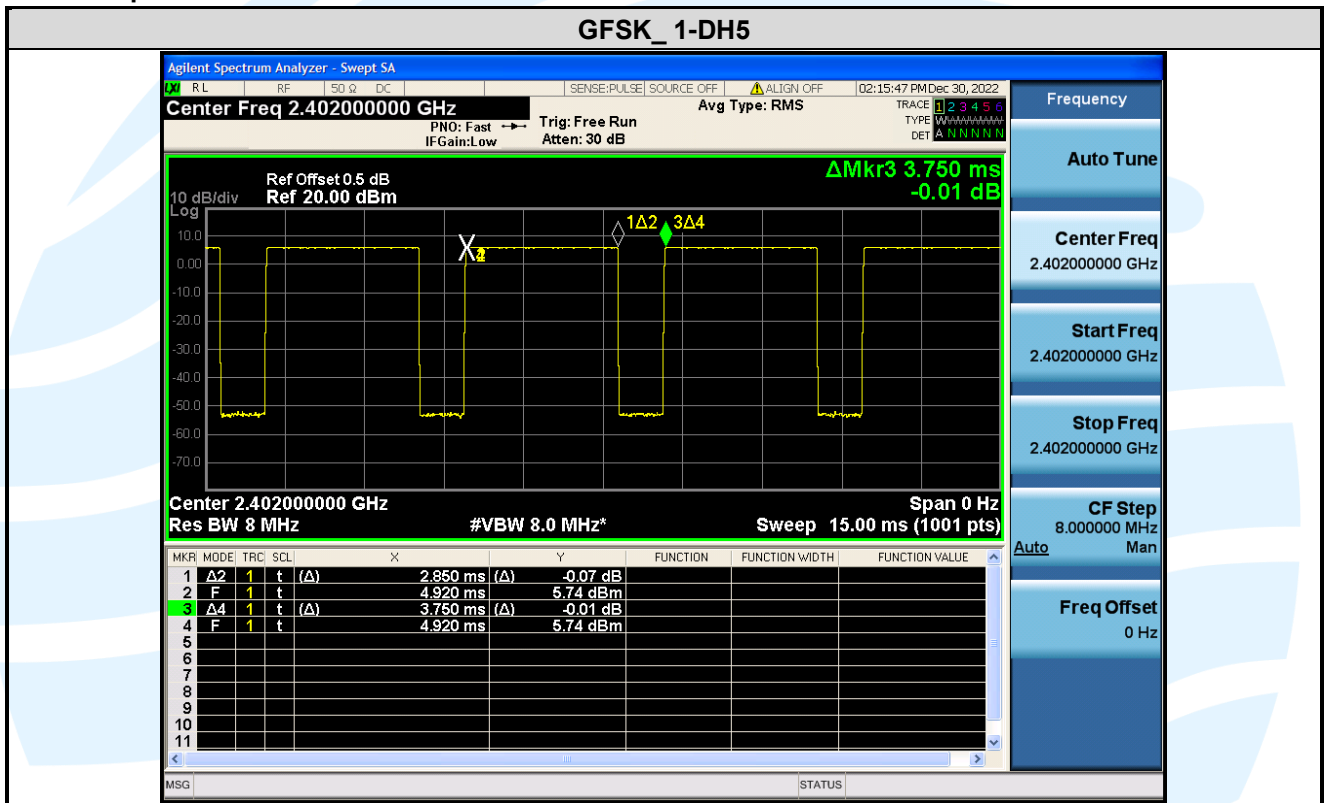 GFSK_ 1-DH5
Agilent Spectrum Analyzer - Swept SA
LXI RL RF 50 Ω DC SENSE:PULSE SOURCE OFF ALIGN OFF 02:15:47 PM Dec 30, 2022
Center Freq 2.402000000 GHz
PNO: Fast
IFGain:Low
Trig: Free Run
Atten: 30 dB
Avg Type: RMS
TRACE 1 2 3 4 5 6
TYPE
DET A N N N N N
ΔMkr3 3.750 ms
-0.01 dB
Ref Offset 0.5 dB
10 dB/div Ref 20.00 dBm
Log
1Δ2 3Δ4
10.0
0.00
-10.0
-20.0
-30.0
-40.0
-50.0
-60.0
-70.0
Center 2.402000000 GHz Span 0 Hz
Res BW 8 MHz #VBW 8.0 MHz* Sweep 15.00 ms (1001 pts)
MKR MODE TRC SCL X Y FUNCTION FUNCTION WIDTH FUNCTION VALUE
1 Δ2 1 t (Δ) 2.850 ms (Δ) -0.07 dB
2 F 1 t 4.920 ms 5.74 dBm
3 Δ4 1 t (Δ) 3.750 ms (Δ) -0.01 dB
4 F 1 t 4.920 ms 5.74 dBm
5
6
7
8
9
10
11
MSG STATUS
Frequency
Auto Tune
Center Freq
2.402000000 GHz
Start Freq
2.402000000 GHz
Stop Freq
2.402000000 GHz
CF Step
8.000000 MHz
Auto Man
Freq Offset
0 Hz